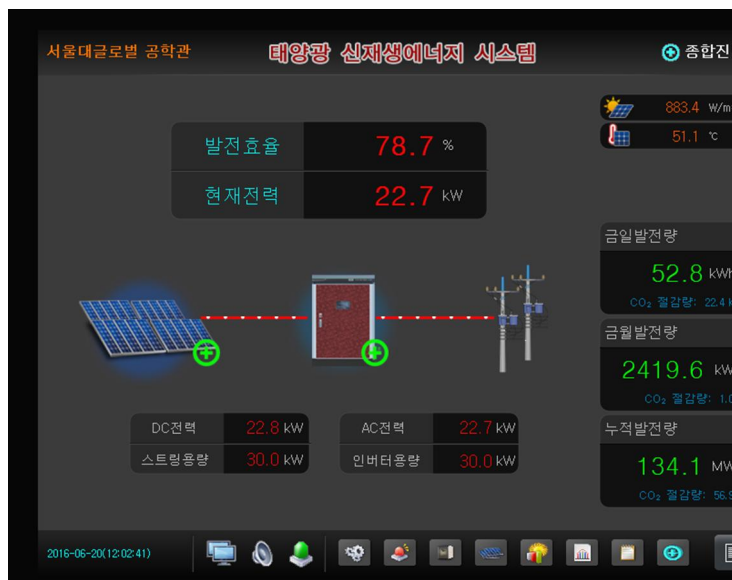 서울대글로벌 공학관
태양광 신재생에너지 시스템
종합진
883.4 W/m
51.1 ℃
발전효율 78.7 %
현재전력 22.7 kW
금일발전량
52.8 kWh
CO₂ 절감량: 22.4 k
금월발전량
2419.6 kW
CO₂ 절감량: 1.0
누적발전량
134.1 MW
CO₂ 절감량: 56.9
DC전력 22.8 kW
AC전력 22.7 kW
스트링용량 30.0 kW
인버터용량 30.0 kW
2016-06-20(12:02:41)